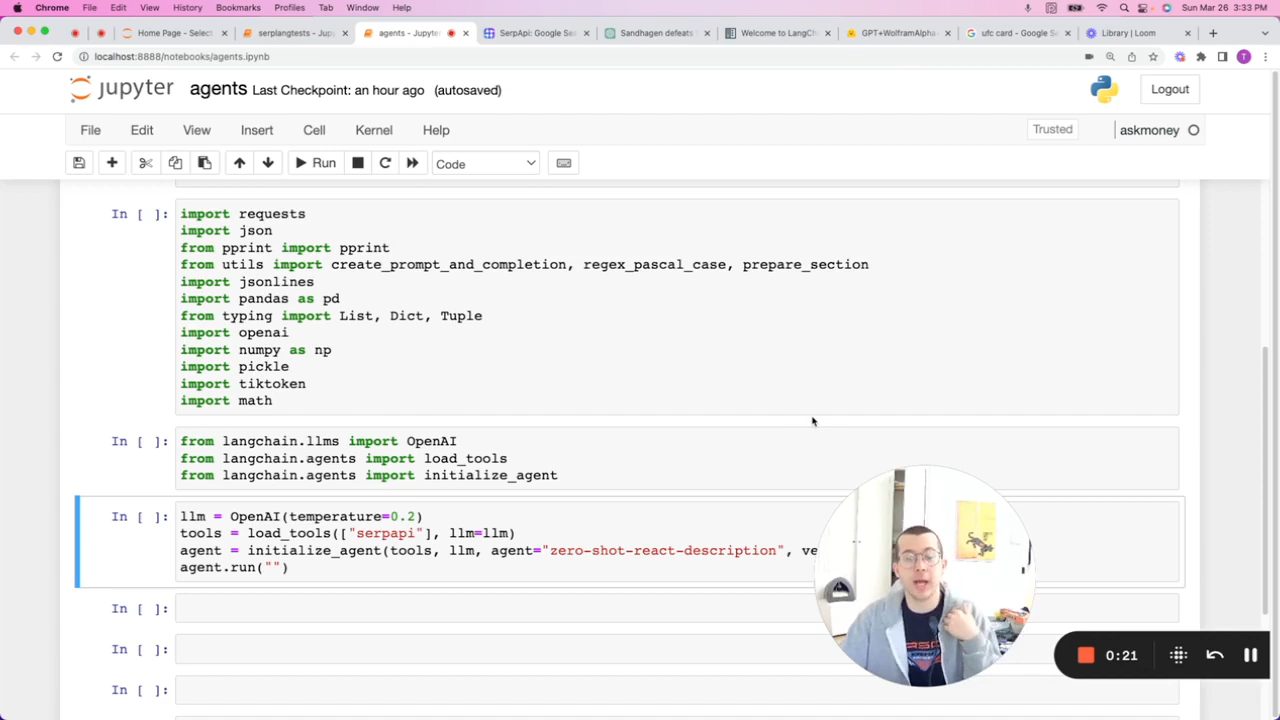 Chrome File Edit View History Bookmarks Profiles Tab Window Help Sun Mar 26 3:33 PM
Home Page - Select serplangtests - Jupy agents - Jupyter SerpApi: Google Se Sandhagen defeats Welcome to LangCh GPT+WolframAlpha ufc card - Google Se Library | Loom
localhost:8888/notebooks/agents.ipynb T
jupyter agents Last Checkpoint: an hour ago (autosaved) Logout
File Edit View Insert Cell Kernel Help Trusted askmoney
Run Code
In [ ]: import requests
import json
from pprint import pprint
from utils import create_prompt_and_completion, regex_pascal_case, prepare_section
import jsonlines
import pandas as pd
from typing import List, Dict, Tuple
import openai
import numpy as np
import pickle
import tiktoken
import math
In [ ]: from langchain.llms import OpenAI
from langchain.agents import load_tools
from langchain.agents import initialize_agent
In [ ]: llm = OpenAI(temperature=0.2)
tools = load_tools(["serpapi"], llm=llm)
agent = initialize_agent(tools, llm, agent="zero-shot-react-description", ve
agent.run("")
In [ ]:
In [ ]:
0:21
In [ ]: